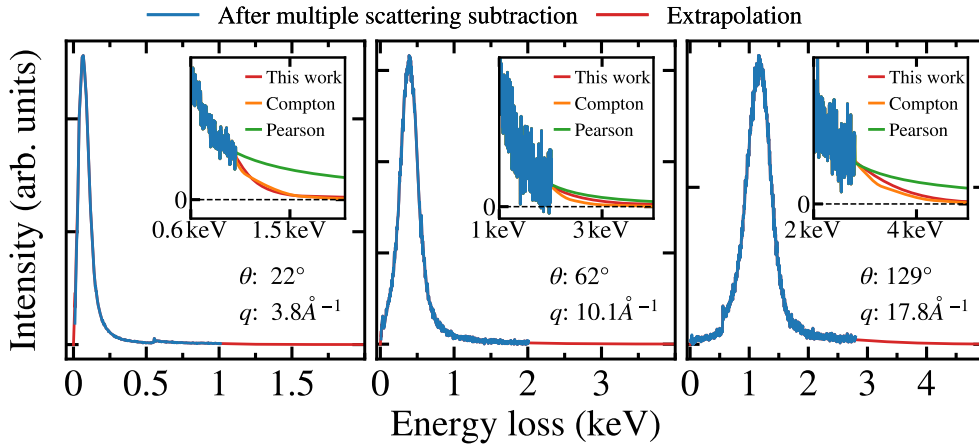 After multiple scattering subtraction
Extrapolation
Intensity (arb. units)
This work
Compton
Pearson
0
0.6 keV
1.5 keV
θ: 22°
q: 3.8Å⁻¹
0
0.5
1
1.5
This work
Compton
Pearson
0
1 keV
3 keV
θ: 62°
q: 10.1Å⁻¹
0
1
2
3
This work
Compton
Pearson
0
2 keV
4 keV
θ: 129°
q: 17.8Å⁻¹
0
1
2
3
4
Energy loss (keV)